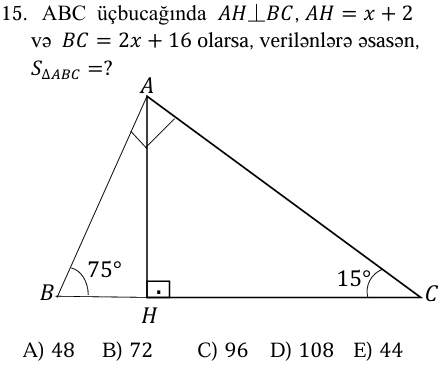 15. ABC üçbucağında AH⊥BC, AH = x + 2
və BC = 2x + 16 olarsa, verilənlərə əsasən,
S∆ABC =?
A
75°
15°
B
C
H
A) 48 B) 72 C) 96 D) 108 E) 44